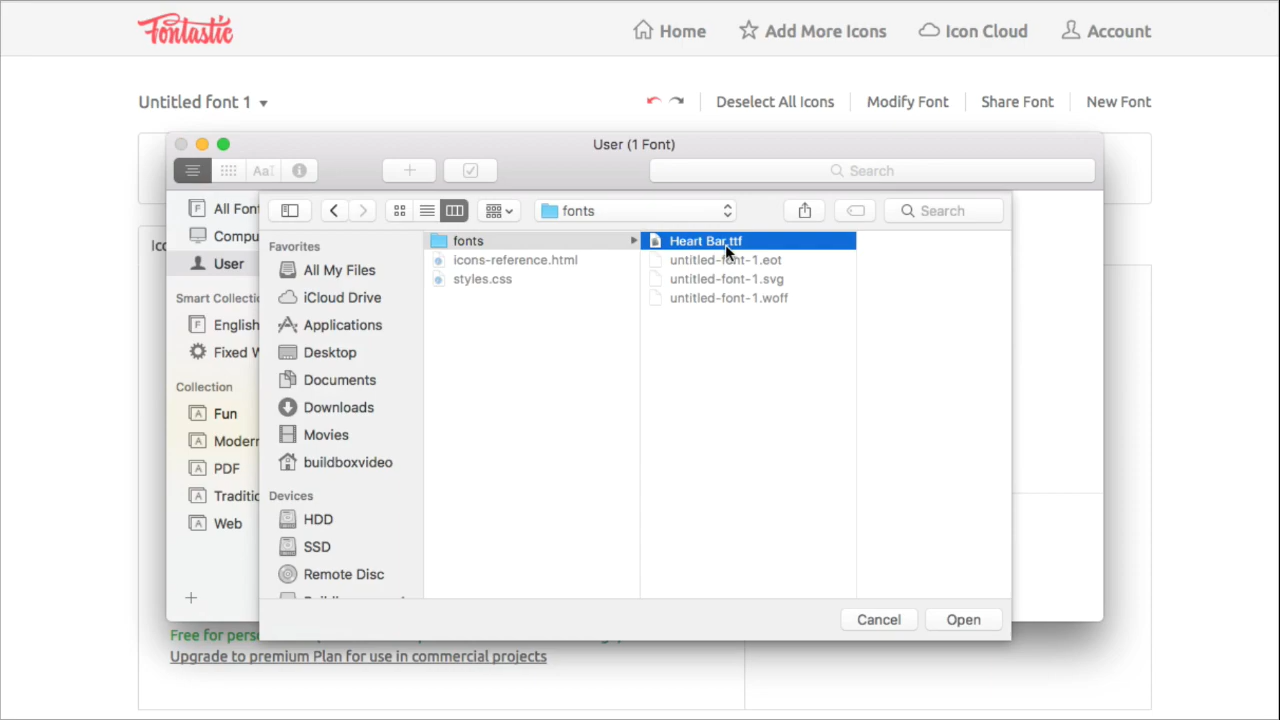 Fontastic
Home
Add More Icons
Icon Cloud
Account
Untitled font 1
Deselect All Icons
Modify Font
Share Font
New Font
User (1 Font)
Search
fonts
Search
All Fon
Compu
User
Smart Collecti
English
Fixed W
Collection
Fun
Modern
PDF
Traditio
Web
Favorites
All My Files
iCloud Drive
Applications
Desktop
Documents
Downloads
Movies
buildboxvideo
Devices
HDD
SSD
Remote Disc
fonts
icons-reference.html
styles.css
Heart Bar.ttf
untitled-font-1.eot
untitled-font-1.svg
untitled-font-1.woff
Cancel
Open
Free for pers
Upgrade to premium Plan for use in commercial projects